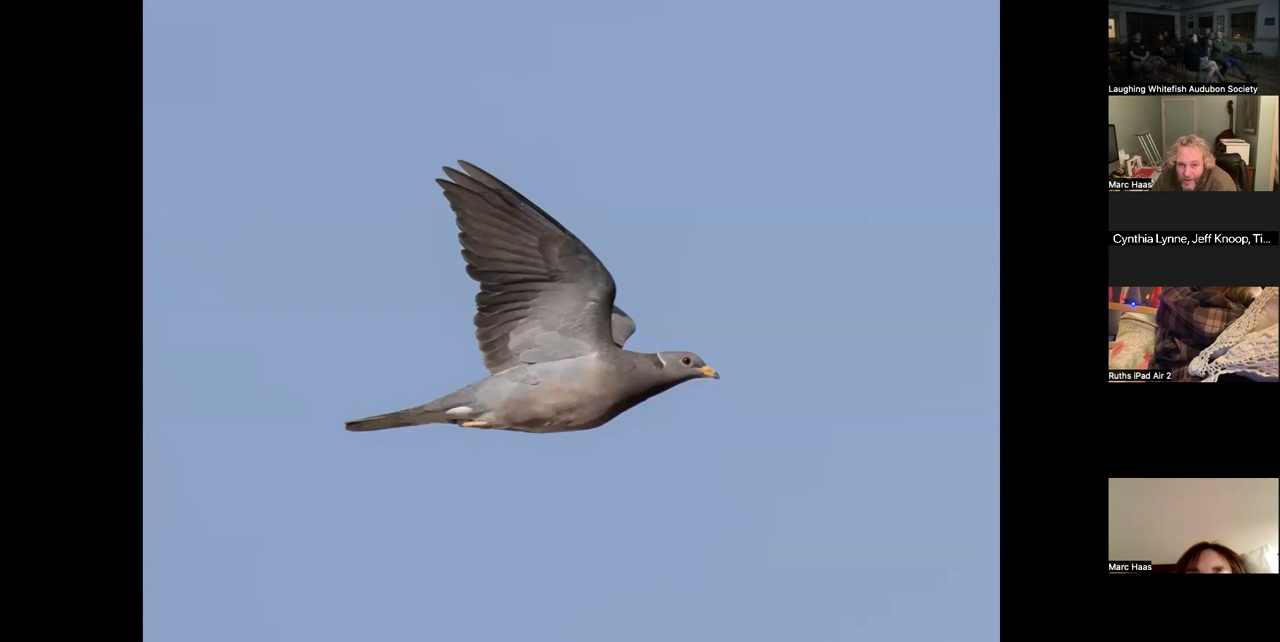 Laughing Whitefish Audubon Society
Marc Haas
Cynthia Lynne, Jeff Knoop, Ti...
Ruths iPad Air 2
Marc Haas